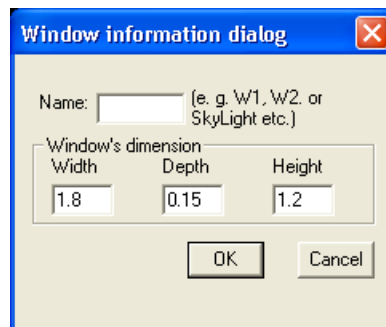 Window information dialog
Name: (e. g. W1, W2. or
SkyLight etc.)
Window's dimension
Width Depth Height
1.8 0.15 1.2
OK Cancel